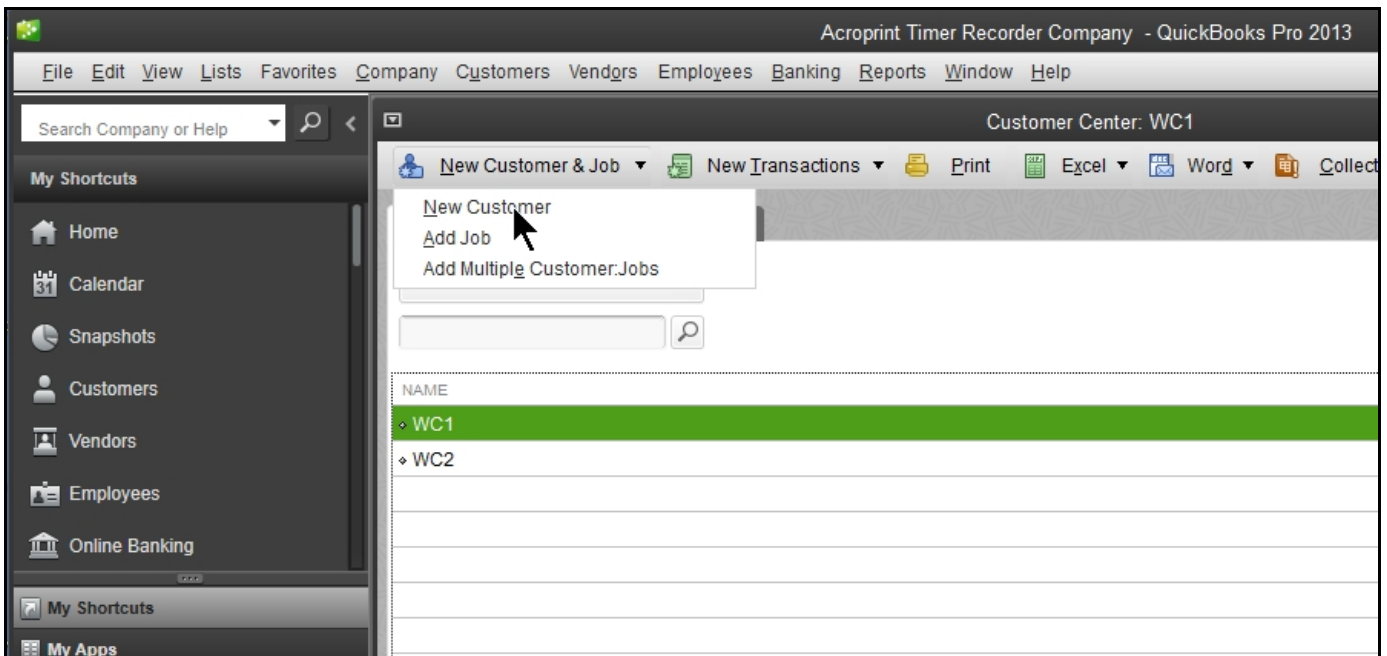 Acroprint Timer Recorder Company - QuickBooks Pro 2013
File Edit View Lists Favorites Company Customers Vendors Employees Banking Reports Window Help
Search Company or Help
Customer Center: WC1
New Customer & Job New Transactions Print Excel Word Collect
My Shortcuts
New Customer
Add Job
Add Multiple Customer:Jobs
Home
31 Calendar
Snapshots
Customers
Vendors
Employees
Online Banking
My Shortcuts
My Apps
NAME
WC1
WC2